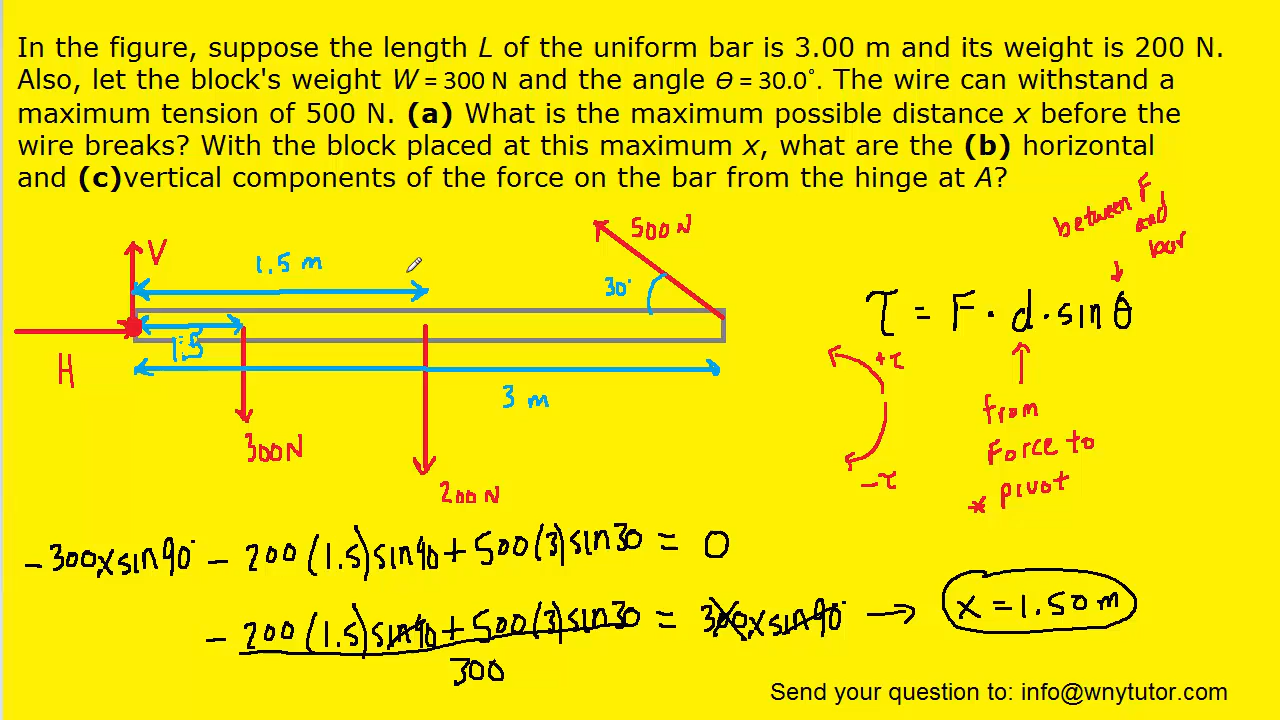 In the figure, suppose the length L of the uniform bar is 3.00 m and its weight is 200 N.
Also, let the block's weight W = 300 N and the angle Θ = 30.0°. The wire can withstand a
maximum tension of 500 N. (a) What is the maximum possible distance x before the
wire breaks? With the block placed at this maximum x, what are the (b) horizontal
and (c)vertical components of the force on the bar from the hinge at A?
between F
and
bar
V
1.5 m
500 N
30°
τ = F · d · sin θ
1.5
+τ
H
3 m
from
Force to
* pivot
300N
−τ
200 N
- 300x sin 90° - 200 (1.5) sin 90 + 500 (3) sin 30 = 0
- 200 (1.5) sin 90 + 500 (3) sin 30 = 300x sin 90° → x = 1.50 m
300
Send your question to: info@wnytutor.com